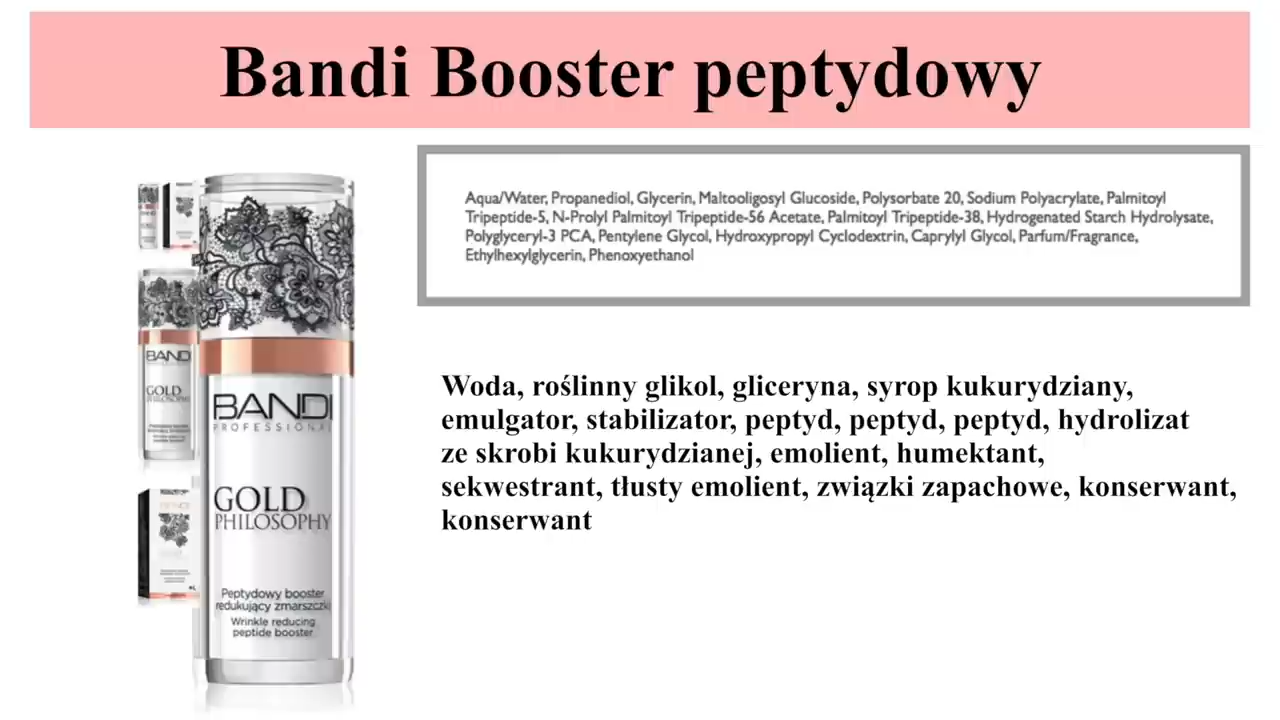 Bandi Booster peptydowy
Aqua/Water, Propanediol, Glycerin, Maltooligosyl Glucoside, Polysorbate 20, Sodium Polyacrylate, Palmitoyl
Tripeptide-5, N-Prolyl Palmitoyl Tripeptide-56 Acetate, Palmitoyl Tripeptide-38, Hydrogenated Starch Hydrolysate,
Polyglyceryl-3 PCA, Pentylene Glycol, Hydroxypropyl Cyclodextrin, Caprylyl Glycol, Parfum/Fragrance,
Ethylhexylglycerin, Phenoxyethanol
Woda, roślinny glikol, gliceryna, syrop kukurydziany,
emulgator, stabilizator, peptyd, peptyd, peptyd, hydrolizat
ze skrobi kukurydzianej, emolient, humektant,
sekwestrant, tłusty emolient, związki zapachowe, konserwant,
konserwant
BANDI
PROFESSIONAL
GOLD
PHILOSOPHY
Peptydowy booster
redukujący zmarszczki
Wrinkle reducing
peptide booster
BANDI
GOLD
PHILOSOPHY